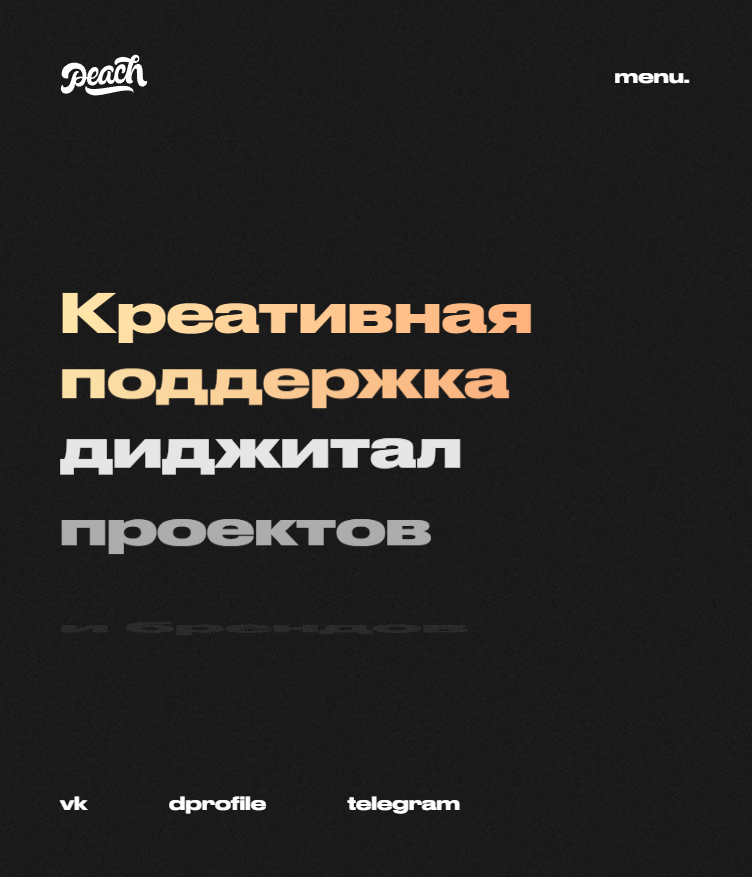 Peach
menu.
Креативная
поддержка
диджитал
проектов
и брендов
vk dprofile telegram